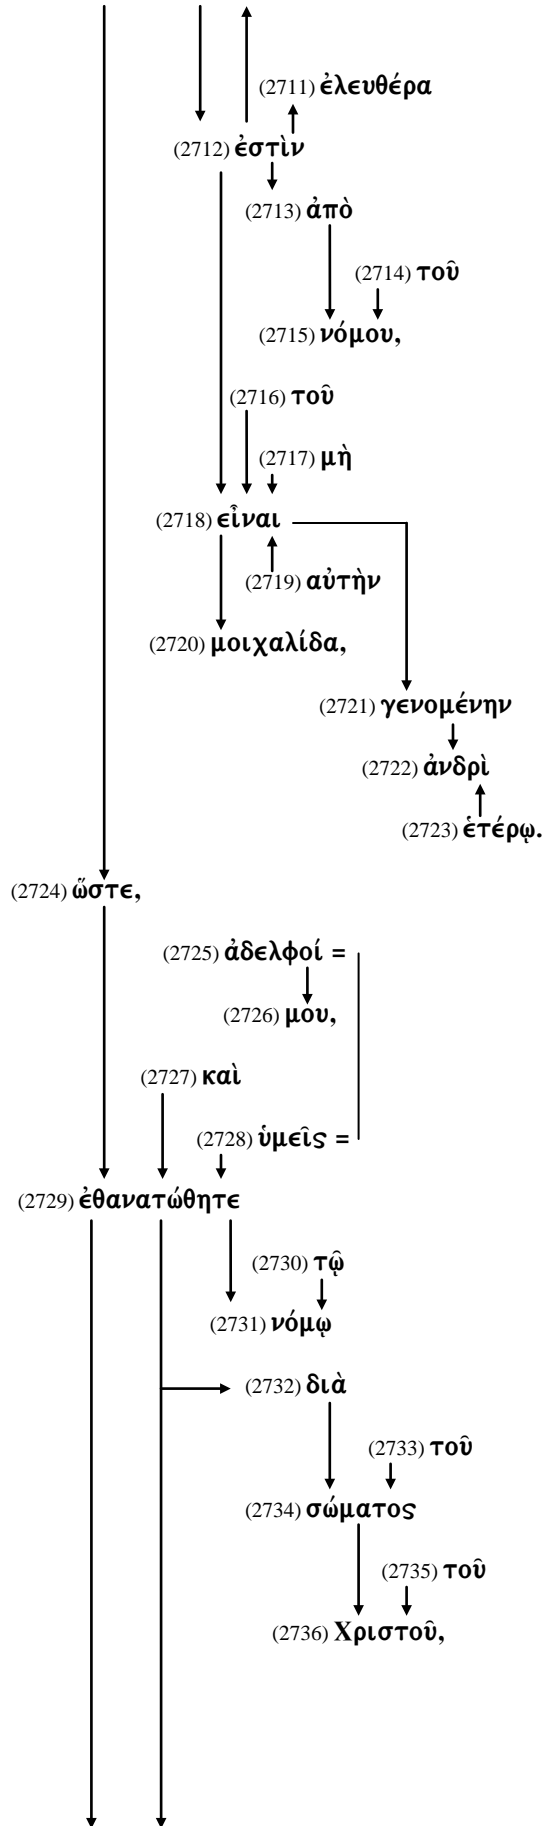 (2711) ἐλευθέρα
(2712) ἐστὶν
(2713) ἀπὸ
(2714) τοῦ
(2715) νόμου,
(2716) τοῦ
(2717) μὴ
(2718) εἶναι
(2719) αὐτὴν
(2720) μοιχαλίδα,
(2721) γενομένην
(2722) ἀνδρὶ
(2723) ἑτέρῳ.
(2724) ὥστε,
(2725) ἀδελφοί =
(2726) μου,
(2727) καὶ
(2728) ὑμεῖς =
(2729) ἐθανατώθητε
(2730) τῷ
(2731) νόμῳ
(2732) διὰ
(2733) τοῦ
(2734) σώματος
(2735) τοῦ
(2736) Χριστοῦ,